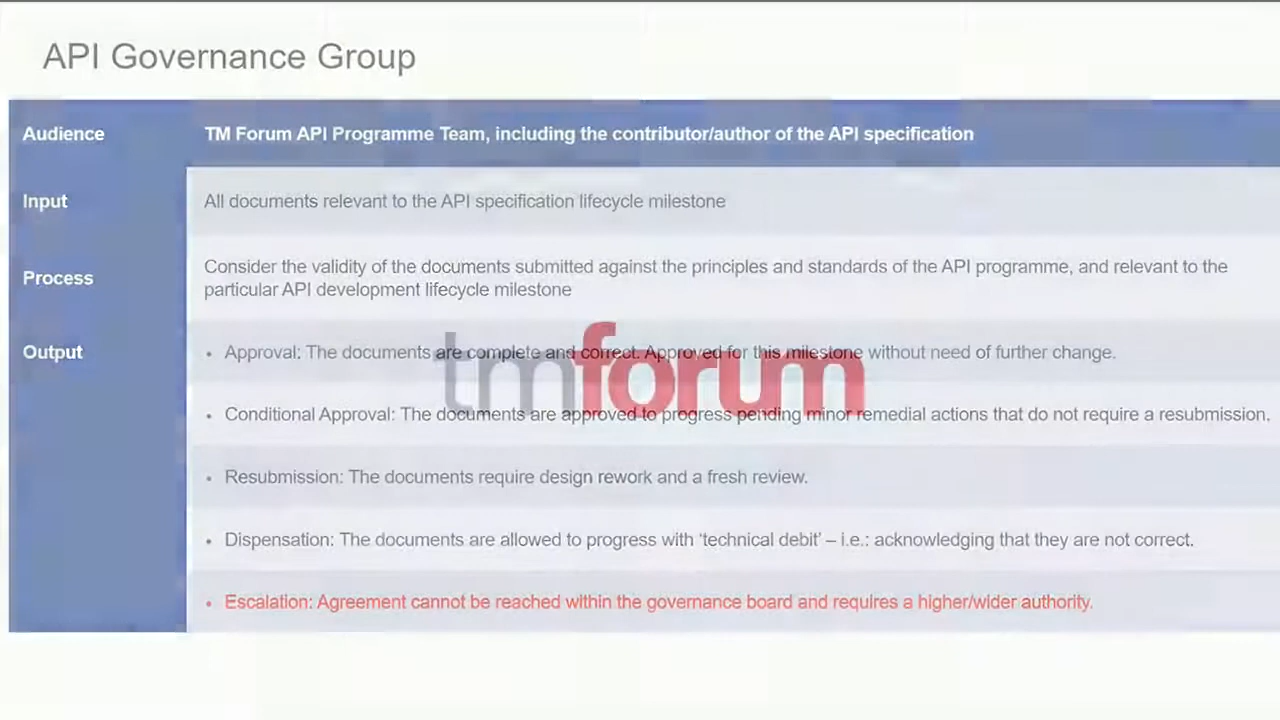 API Governance Group
Audience
TM Forum API Programme Team, including the contributor/author of the API specification
Input
All documents relevant to the API specification lifecycle milestone
Process
Consider the validity of the documents submitted against the principles and standards of the API programme, and relevant to the
particular API development lifecycle milestone
Output
• Approval: The documents are complete and correct. Approved for this milestone without need of further change.
• Conditional Approval: The documents are approved to progress pending minor remedial actions that do not require a resubmission.
• Resubmission: The documents require design rework and a fresh review.
• Dispensation: The documents are allowed to progress with ‘technical debit’ – i.e.: acknowledging that they are not correct.
• Escalation: Agreement cannot be reached within the governance board and requires a higher/wider authority.
tmforum